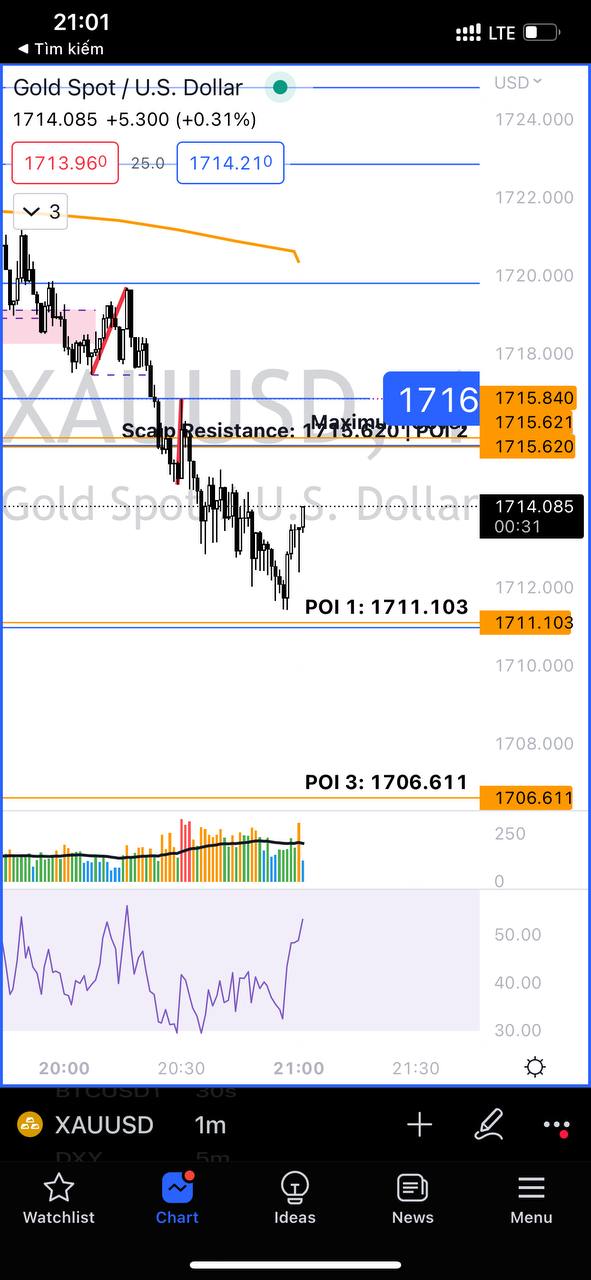 21:01
◀ Tìm kiếm
LTE
Gold Spot / U.S. Dollar
USD
1714.085 +5.300 (+0.31%)
1713.960
25.0
1714.210
3
1724.000
1722.000
1720.000
1718.000
XAUUSD,
1716
1715.840
1715.621
Scalp Resistance: 1715.620 | POI 2
1715.620
Gold Spot / U.S. Dollar
1714.085
00:31
1712.000
POI 1: 1711.103
1711.103
1710.000
1708.000
POI 3: 1706.611
1706.611
250
0
50.00
40.00
30.00
20:00 20:30 21:00 21:30
BTCUSDT 30s
XAUUSD 1m
DXY 5m
Watchlist Chart Ideas News Menu